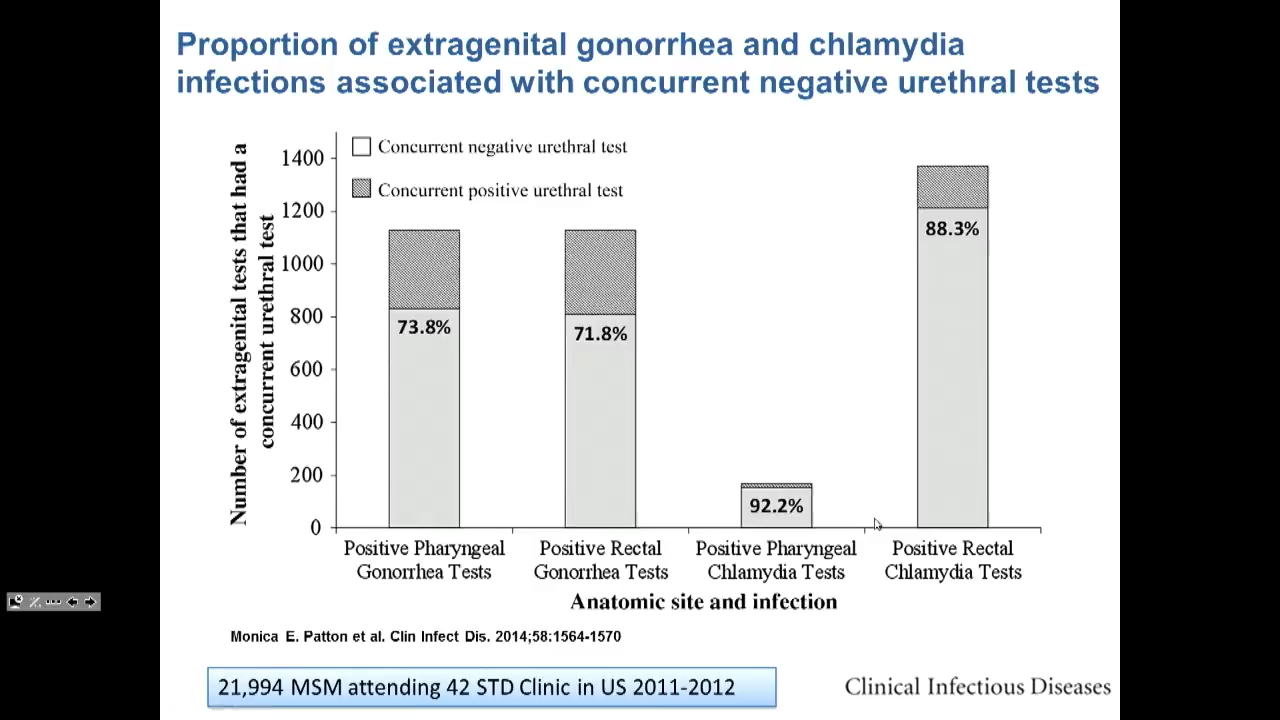 Proportion of extragenital gonorrhea and chlamydia
infections associated with concurrent negative urethral tests
Number of extragenital tests that had a
concurrent urethral test
Concurrent negative urethral test
Concurrent positive urethral test
1400
1200
1000
800
600
400
200
0
73.8%
71.8%
92.2%
88.3%
Positive Pharyngeal
Gonorrhea Tests
Positive Rectal
Gonorrhea Tests
Positive Pharyngeal
Chlamydia Tests
Positive Rectal
Chlamydia Tests
Anatomic site and infection
Monica E. Patton et al. Clin Infect Dis. 2014;58:1564-1570
21,994 MSM attending 42 STD Clinic in US 2011-2012
Clinical Infectious Diseases